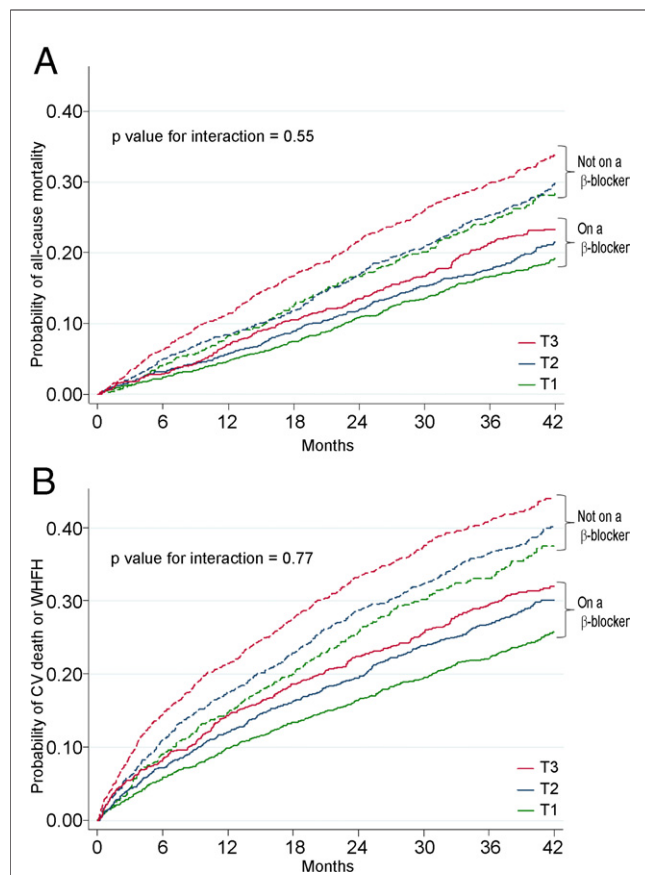 A
0.40
p value for interaction = 0.55
Not on a
β-blocker
0.30
On a
β-blocker
0.20
0.10
T3
T2
T1
0.00
0 6 12 18 24 30 36 42
Months
Probability of all-cause mortality
B
0.40
Not on a
β-blocker
p value for interaction = 0.77
0.30
On a
β-blocker
0.20
0.10
T3
T2
T1
0.00
0 6 12 18 24 30 36 42
Months
Probability of CV death or WHFH